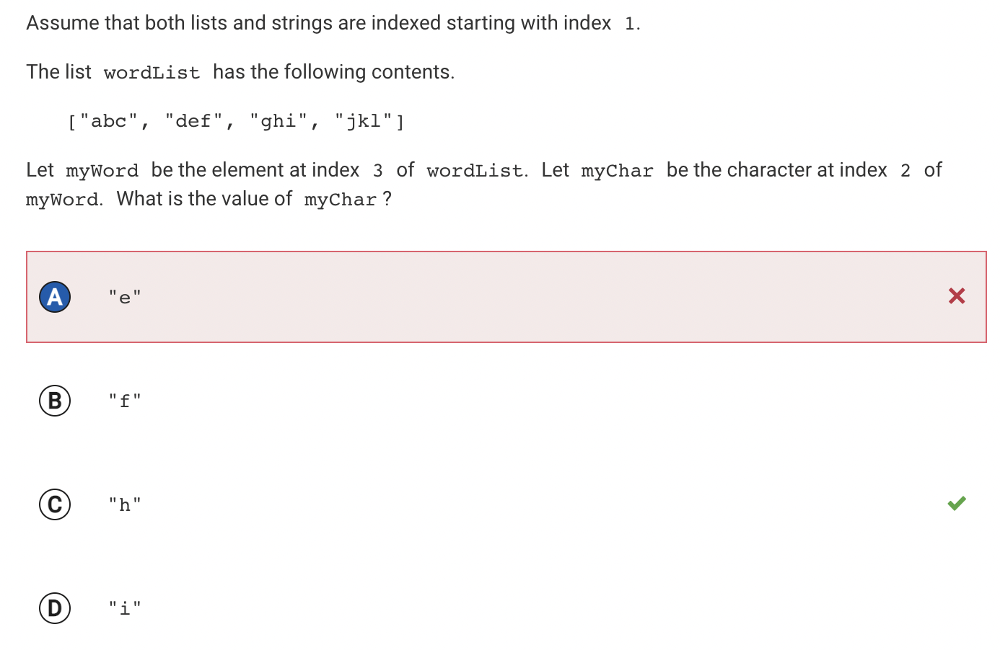 Assume that both lists and strings are indexed starting with index 1.
The list wordList has the following contents.
["abc", "def", "ghi", "jkl"]
Let myWord be the element at index 3 of wordList. Let myChar be the character at index 2 of
myWord. What is the value of myChar ?
A "e"
B "f"
C "h"
D "i"